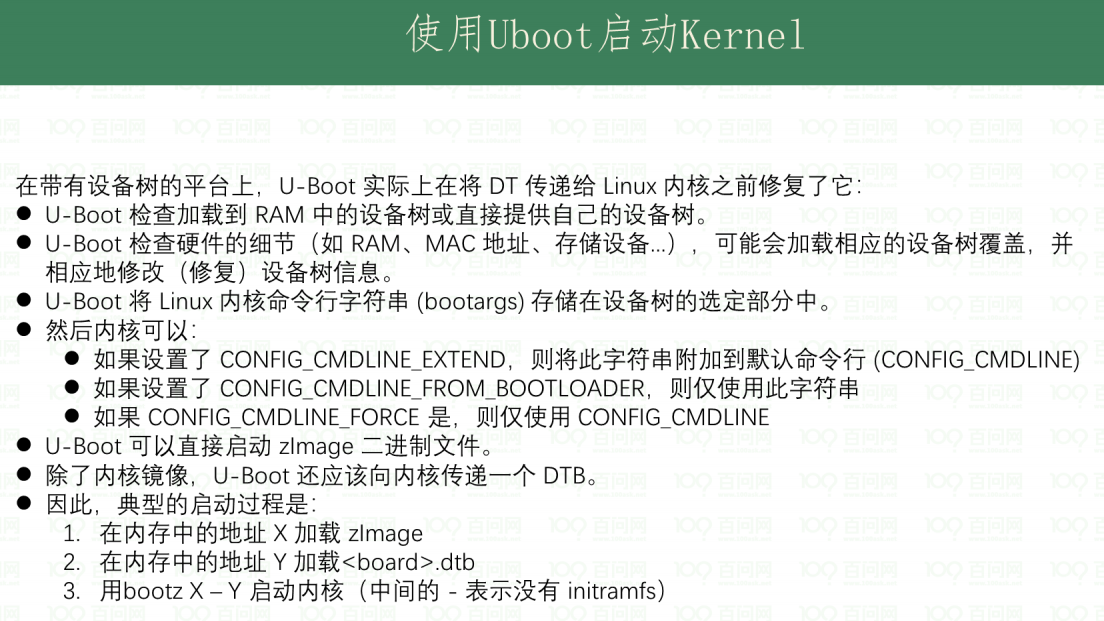 使用Uboot启动Kernel
在带有设备树的平台上，U-Boot 实际上在将 DT 传递给 Linux 内核之前修复了它：
● U-Boot 检查加载到 RAM 中的设备树或直接提供自己的设备树。
● U-Boot 检查硬件的细节（如 RAM、MAC 地址、存储设备...），可能会加载相应的设备树覆盖，并
相应地修改（修复）设备树信息。
● U-Boot 将 Linux 内核命令行字符串 (bootargs) 存储在设备树的选定部分中。
● 然后内核可以：
● 如果设置了 CONFIG_CMDLINE_EXTEND，则将此字符串附加到默认命令行 (CONFIG_CMDLINE)
● 如果设置了 CONFIG_CMDLINE_FROM_BOOTLOADER，则仅使用此字符串
● 如果 CONFIG_CMDLINE_FORCE 是，则仅使用 CONFIG_CMDLINE
● U-Boot 可以直接启动 zImage 二进制文件。
● 除了内核镜像，U-Boot 还应该向内核传递一个 DTB。
● 因此，典型的启动过程是：
1. 在内存中的地址 X 加载 zImage
2. 在内存中的地址 Y 加载<board>.dtb
3. 用bootz X – Y 启动内核（中间的 - 表示没有 initramfs）
百问网